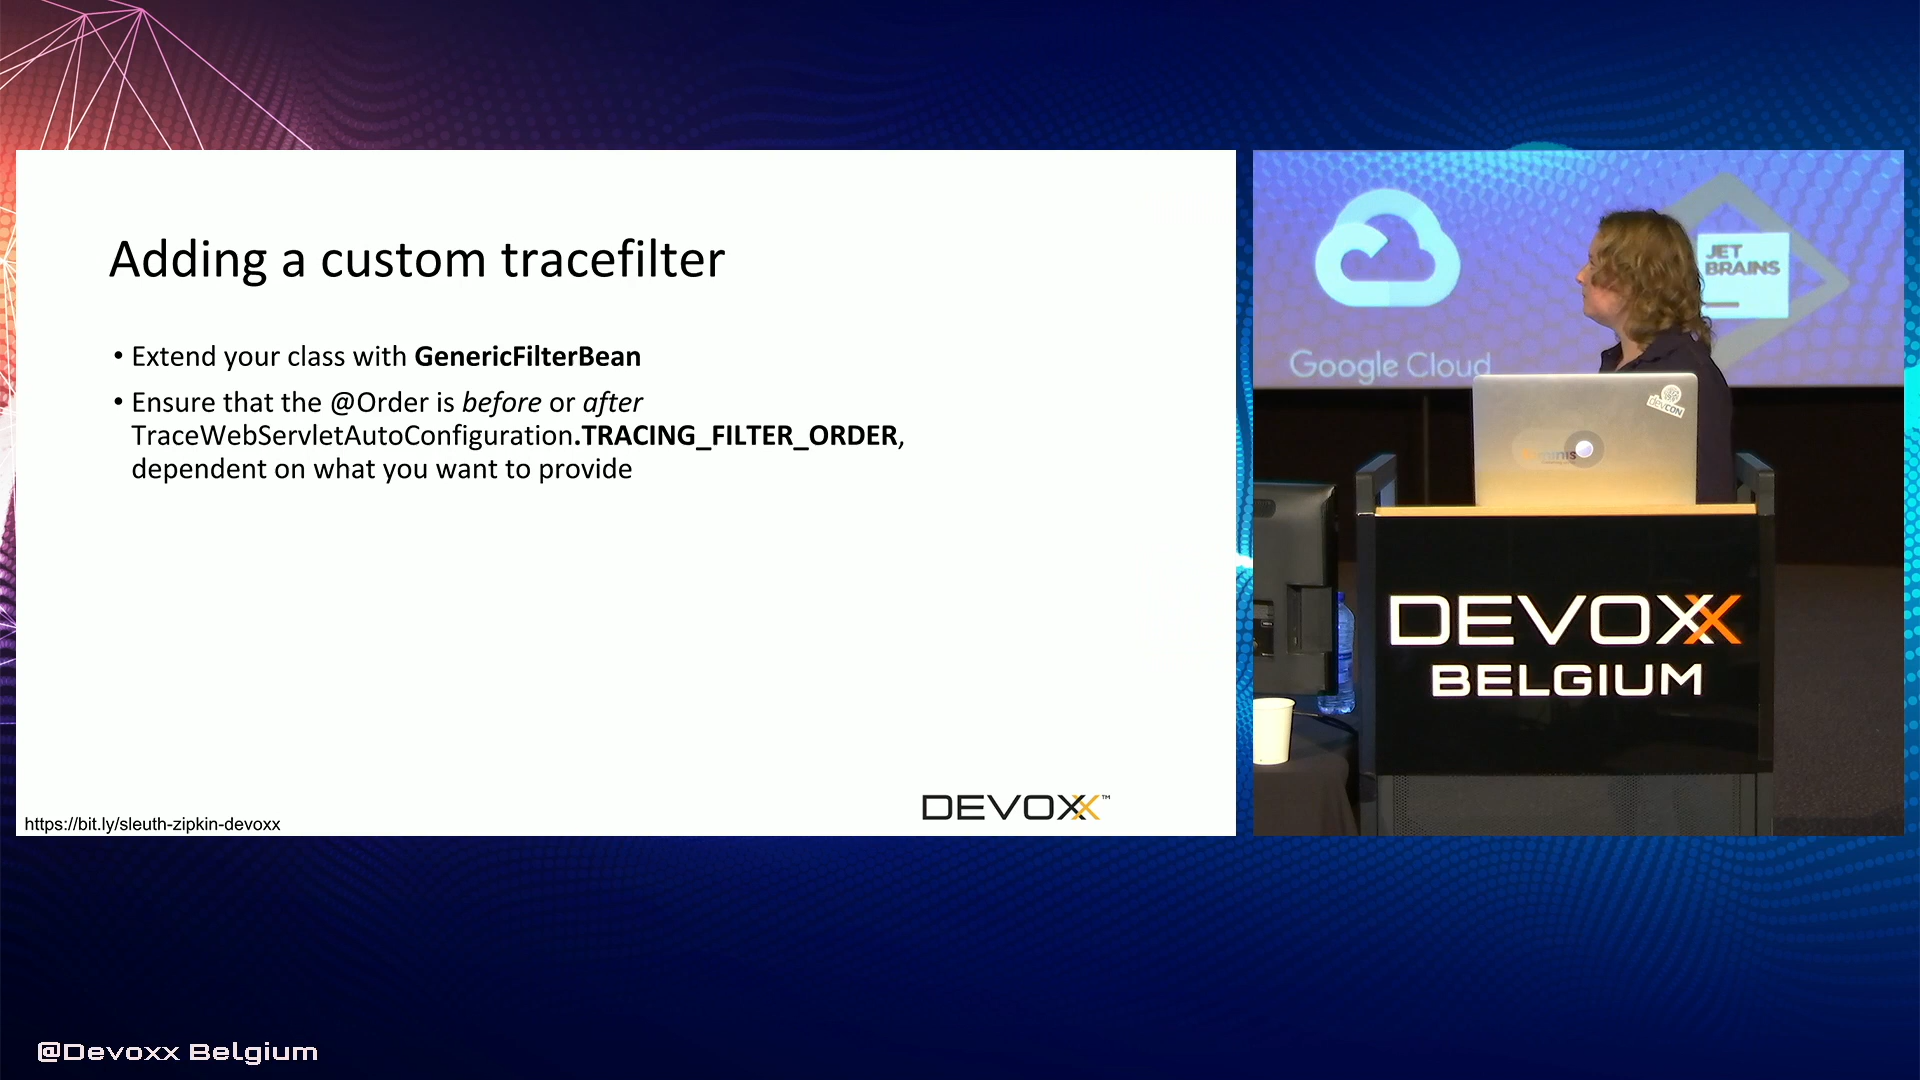 Adding a custom tracefilter
• Extend your class with GenericFilterBean
• Ensure that the @Order is before or after
TraceWebServletAutoConfiguration.TRACING_FILTER_ORDER,
dependent on what you want to provide
https://bit.ly/sleuth-zipkin-devoxx
DEVOXX™
Google Cloud
JET
BRAINS
devcon
DEVOXX
BELGIUM
@Devoxx Belgium